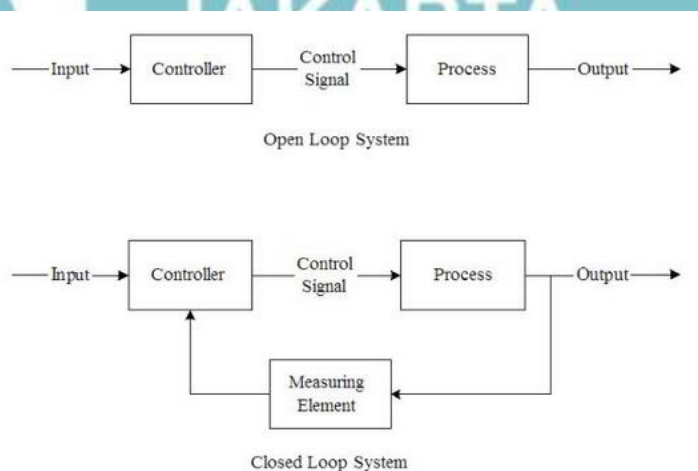 JAKARTA
Input
Controller
Control
Signal
Process
Output
Open Loop System
Input
Controller
Control
Signal
Process
Output
Measuring
Element
Closed Loop System